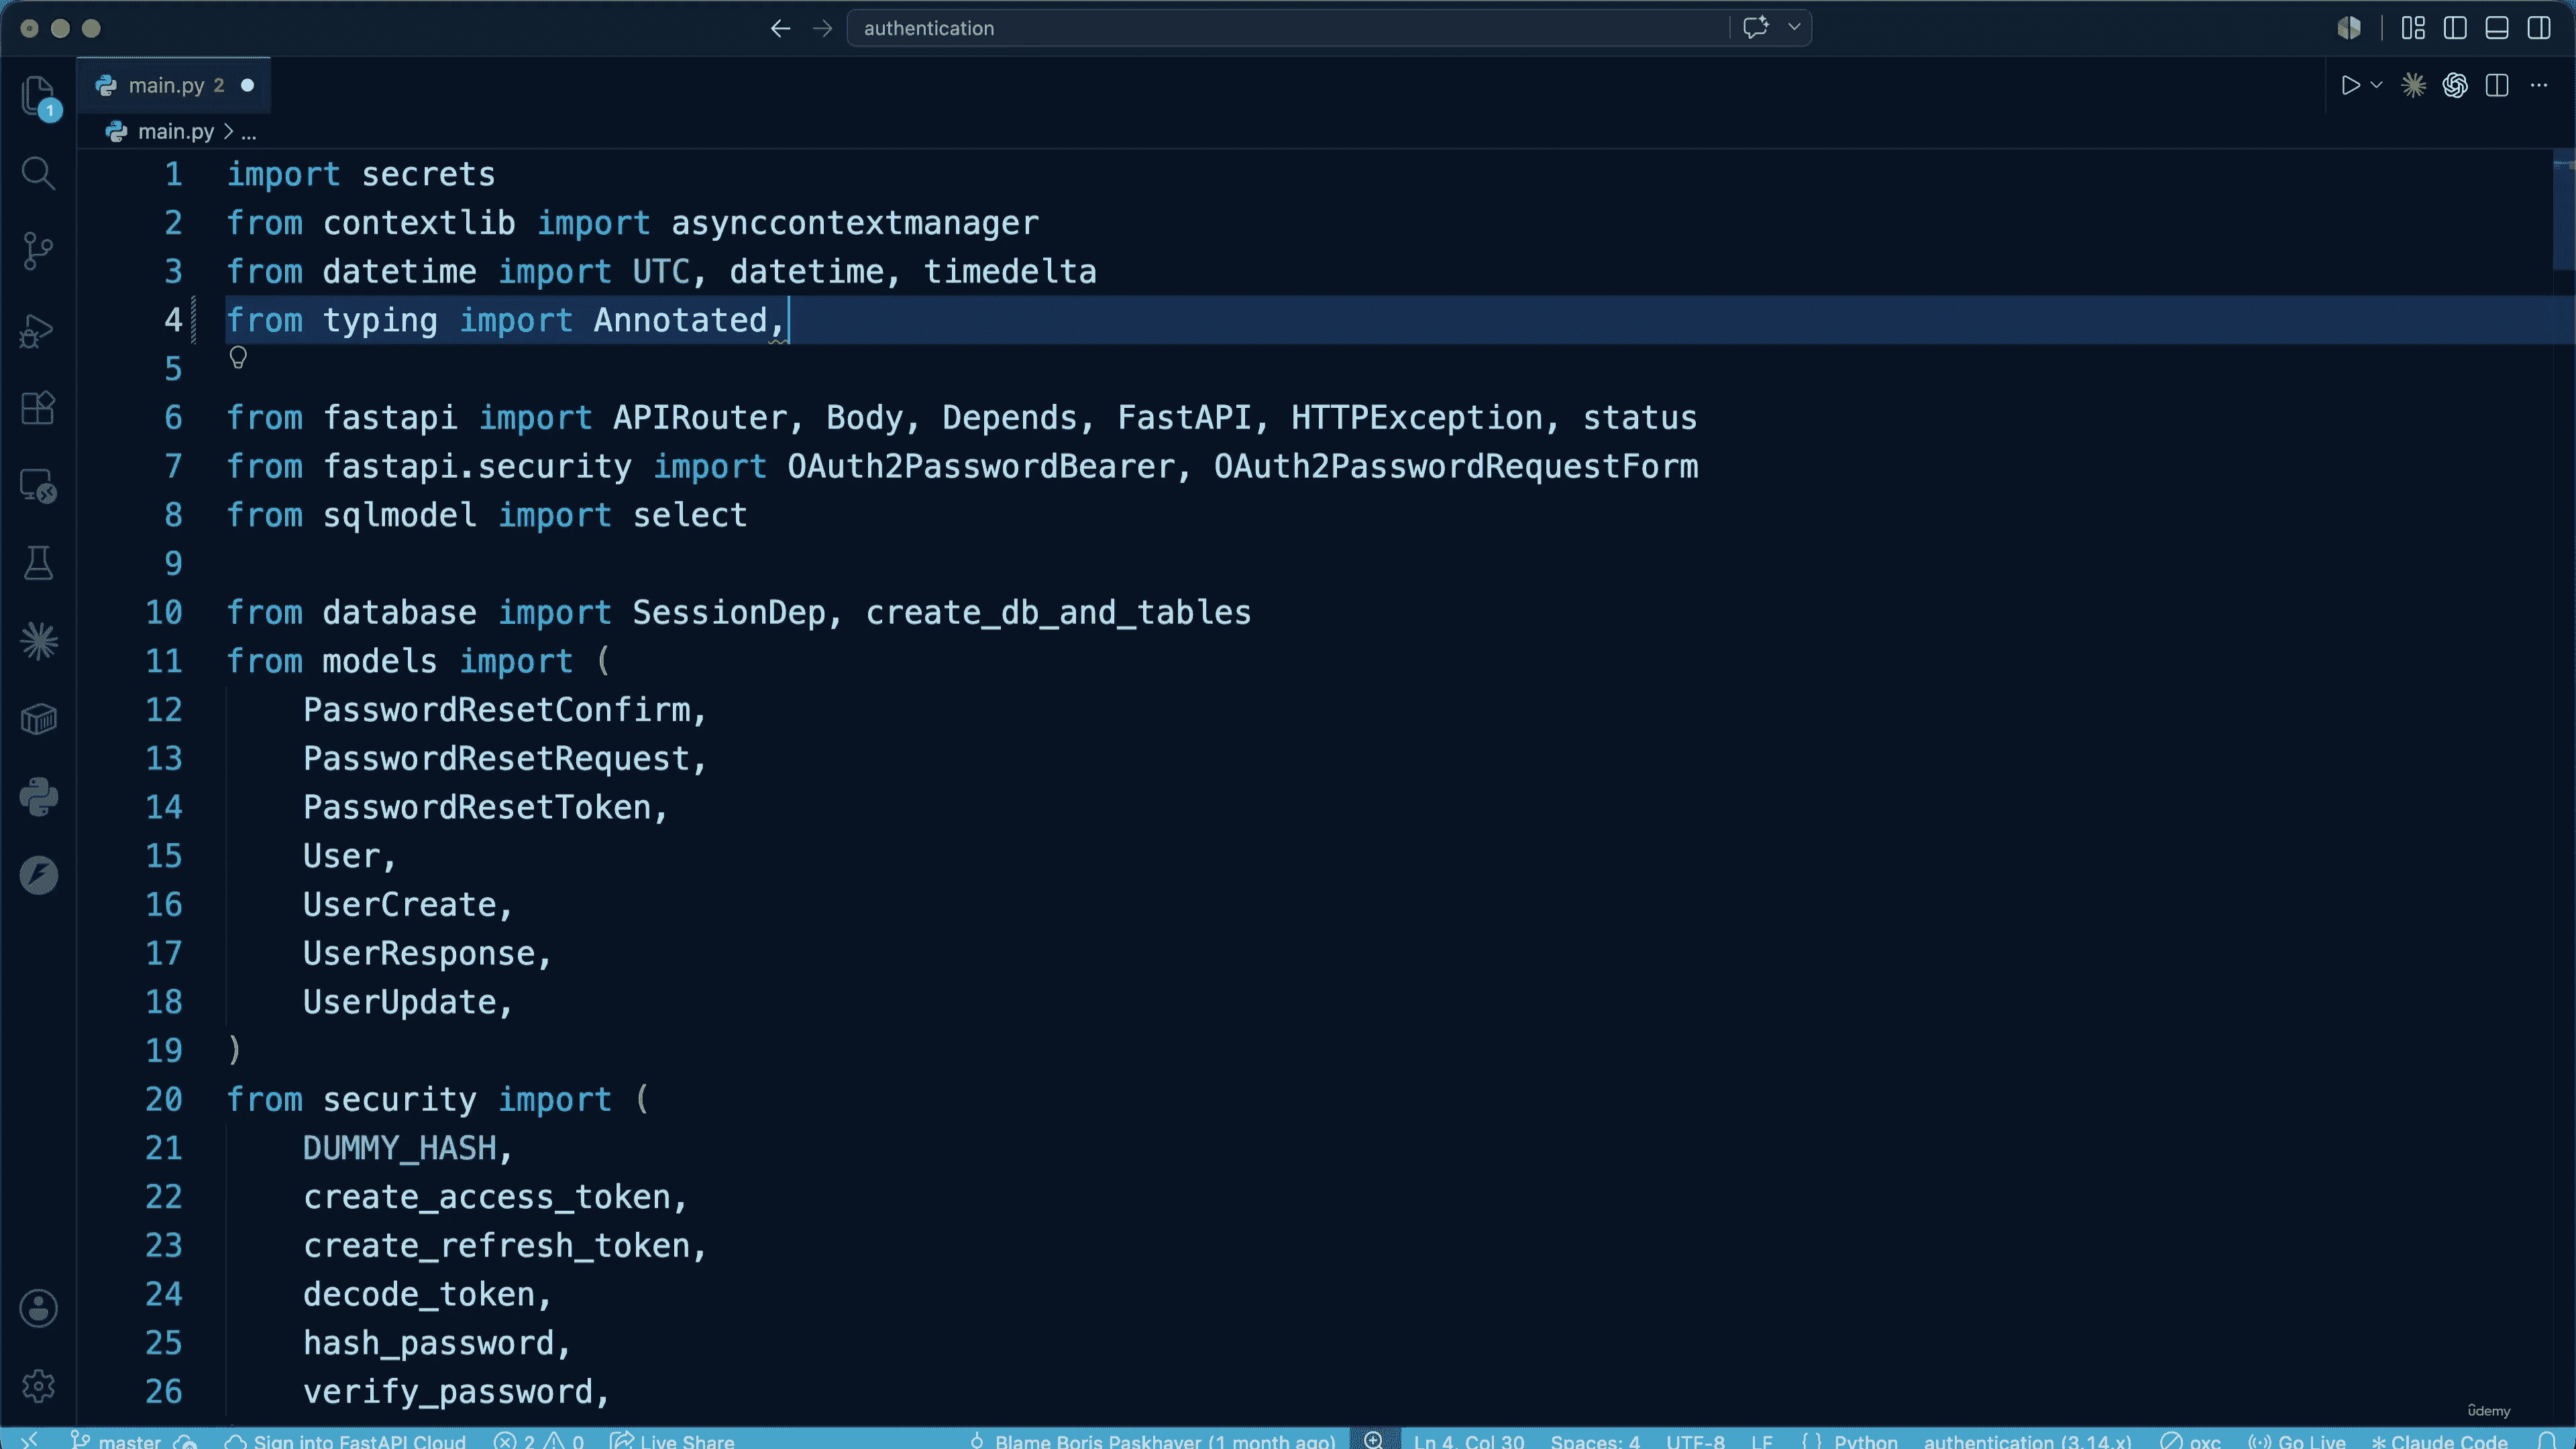 authentication
main.py 2
1
main.py > ...
1 import secrets
2 from contextlib import asynccontextmanager
3 from datetime import UTC, datetime, timedelta
4 from typing import Annotated,
5
6 from fastapi import APIRouter, Body, Depends, FastAPI, HTTPException, status
7 from fastapi.security import OAuth2PasswordBearer, OAuth2PasswordRequestForm
8 from sqlmodel import select
9
10 from database import SessionDep, create_db_and_tables
11 from models import (
12 PasswordResetConfirm,
13 PasswordResetRequest,
14 PasswordResetToken,
15 User,
16 UserCreate,
17 UserResponse,
18 UserUpdate,
19 )
20 from security import (
21 DUMMY_HASH,
22 create_access_token,
23 create_refresh_token,
24 decode_token,
25 hash_password,
26 verify_password,
ûdemy
master Sign into FastAPI Cloud 2 0 Live Share Blame Boris Paskhaver (1 month ago) Ln 4, Col 30 Spaces: 4 UTF-8 LF { } Python authentication (3.14.x) oxc Go Live Claude Code